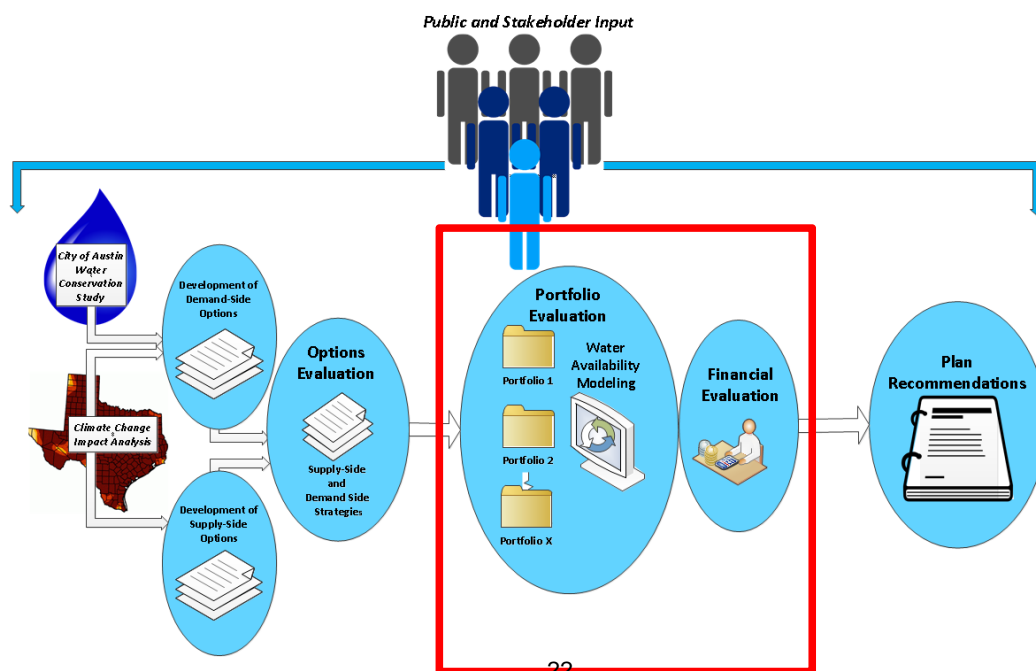 Public and Stakeholder Input
City of Austin
Water
Conservation
Study
Development of
Demand-Side
Options
Climate Change
Impact Analysis
Development of
Supply-Side
Options
Options
Evaluation
Supply-Side
and
Demand Side
Strategies
Portfolio
Evaluation
Portfolio 1
Portfolio 2
Portfolio X
Water
Availability
Modeling
Financial
Evaluation
Plan
Recommendations
22